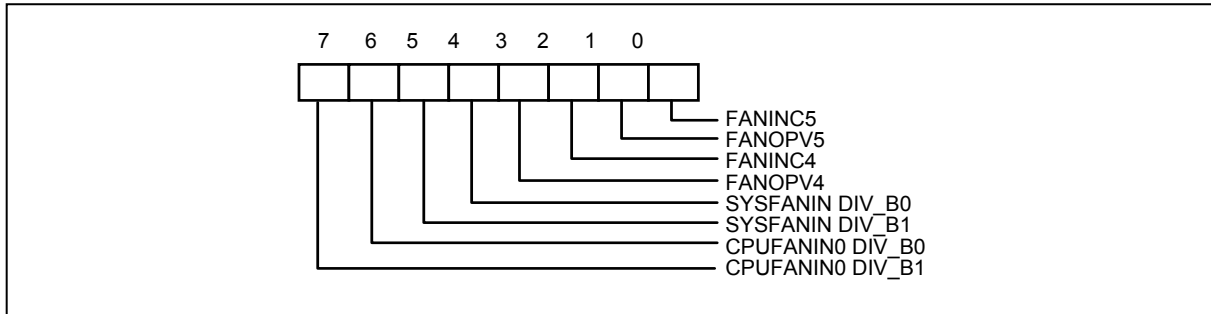 7 6 5 4 3 2 1 0
FANINC5
FANOPV5
FANINC4
FANOPV4
SYSFANIN DIV_B0
SYSFANIN DIV_B1
CPUFANIN0 DIV_B0
CPUFANIN0 DIV_B1